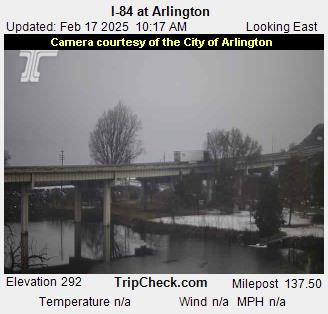 I-84 at Arlington
Updated: Feb 17 2025 10:17 AM Looking East
Camera courtesy of the City of Arlington
Elevation 292 TripCheck.com Milepost 137.50
Temperature n/a Wind n/a MPH n/a